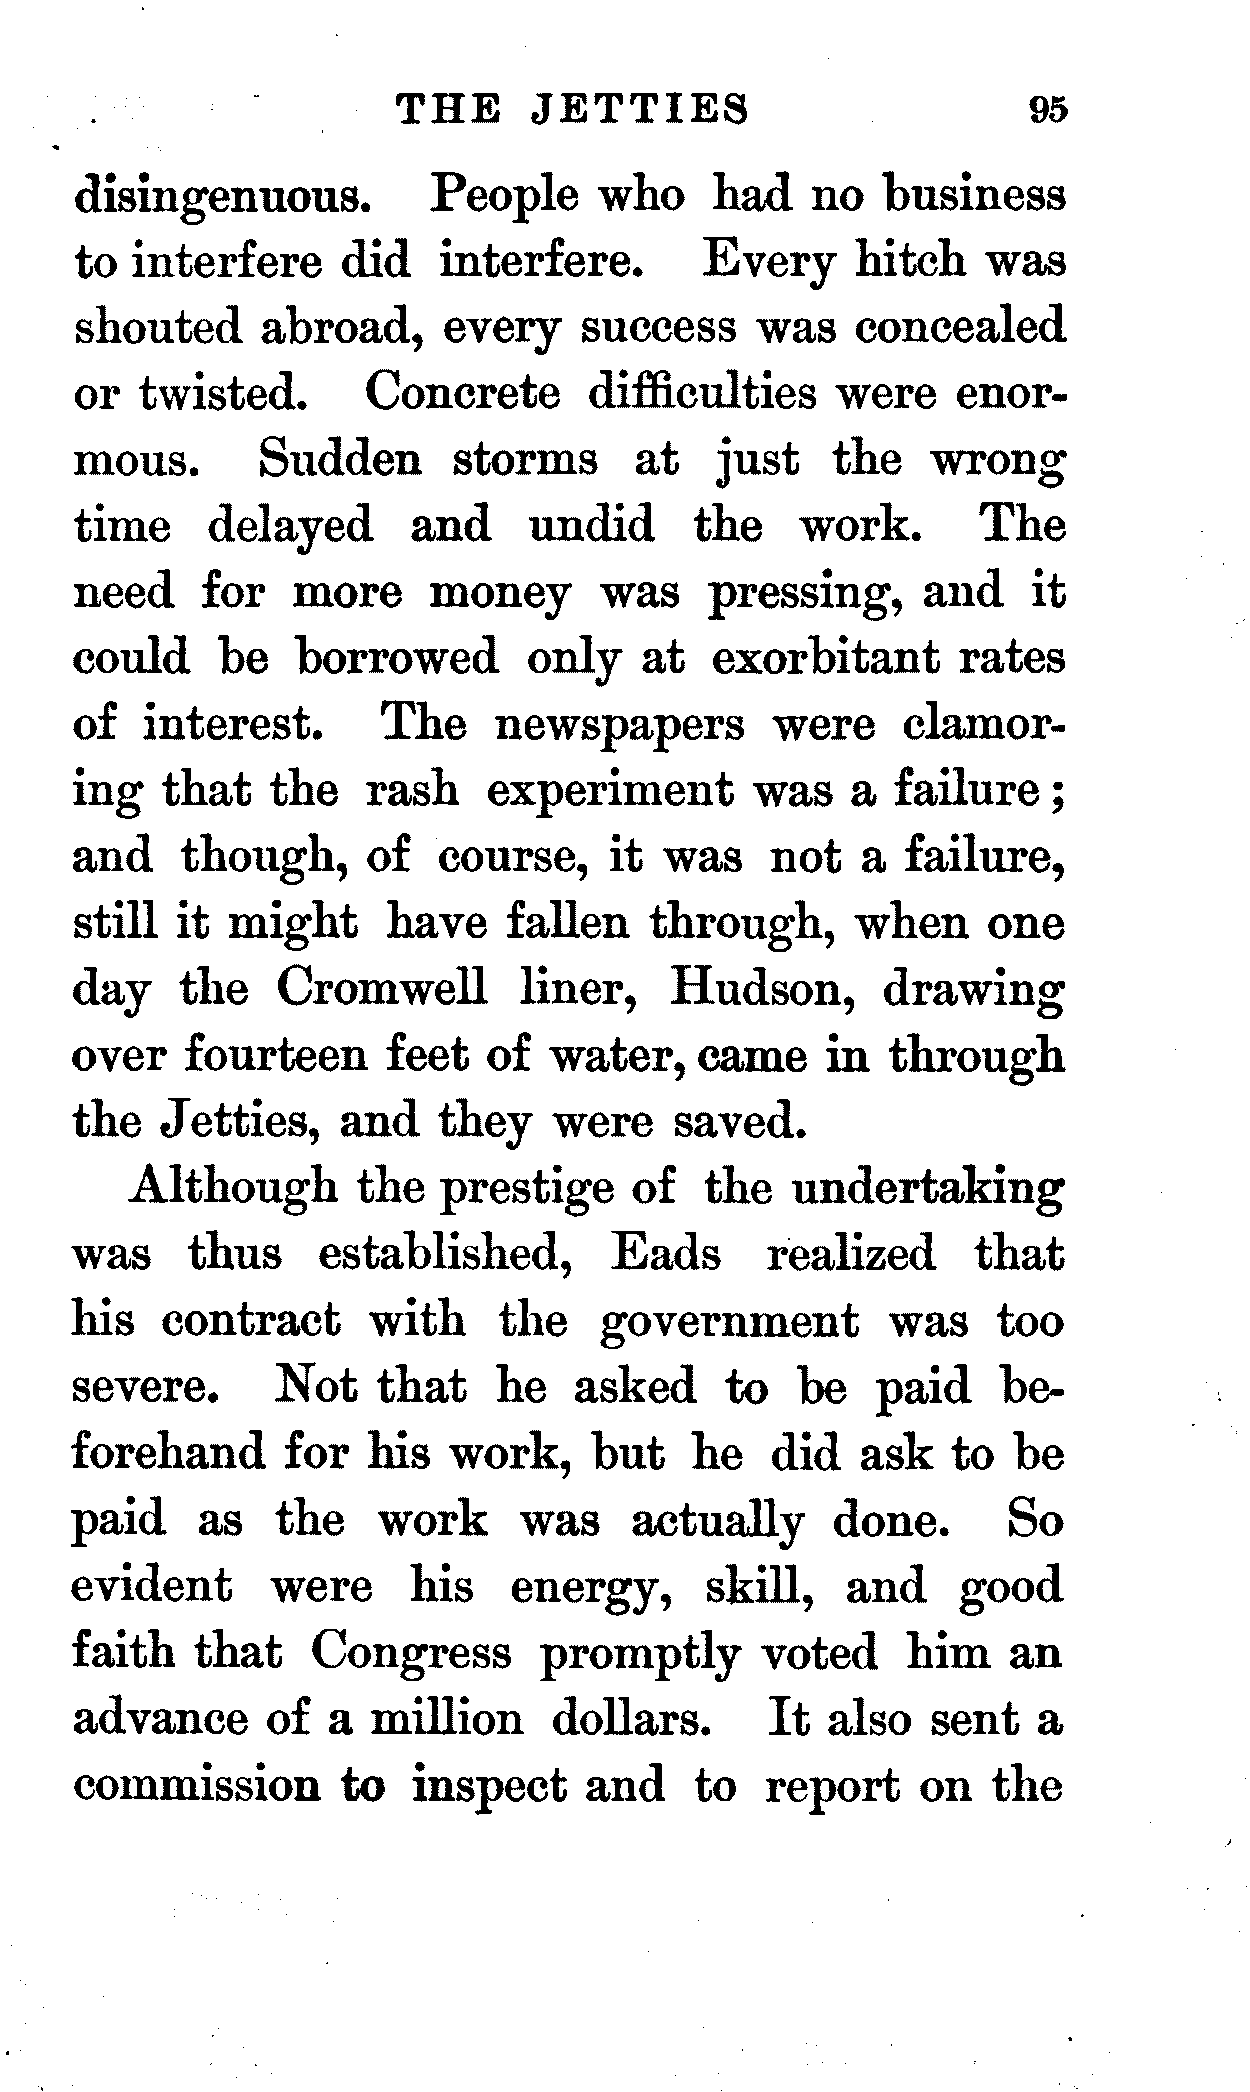 THE JETTIES 95
disingenuous. People who had no business
to interfere did interfere. Every hitch was
shouted abroad, every success was concealed
or twisted. Concrete difficulties were enor-
mous. Sudden storms at just the wrong
time delayed and undid the work. The
need for more money was pressing, and it
could be borrowed only at exorbitant rates
of interest. The newspapers were clamor-
ing that the rash experiment was a failure;
and though, of course, it was not a failure,
still it might have fallen through, when one
day the Cromwell liner, Hudson, drawing
over fourteen feet of water, came in through
the Jetties, and they were saved.
Although the prestige of the undertaking
was thus established, Eads realized that
his contract with the government was too
severe. Not that he asked to be paid be-
forehand for his work, but he did ask to be
paid as the work was actually done. So
evident were his energy, skill, and good
faith that Congress promptly voted him an
advance of a million dollars. It also sent a
commission to inspect and to report on the